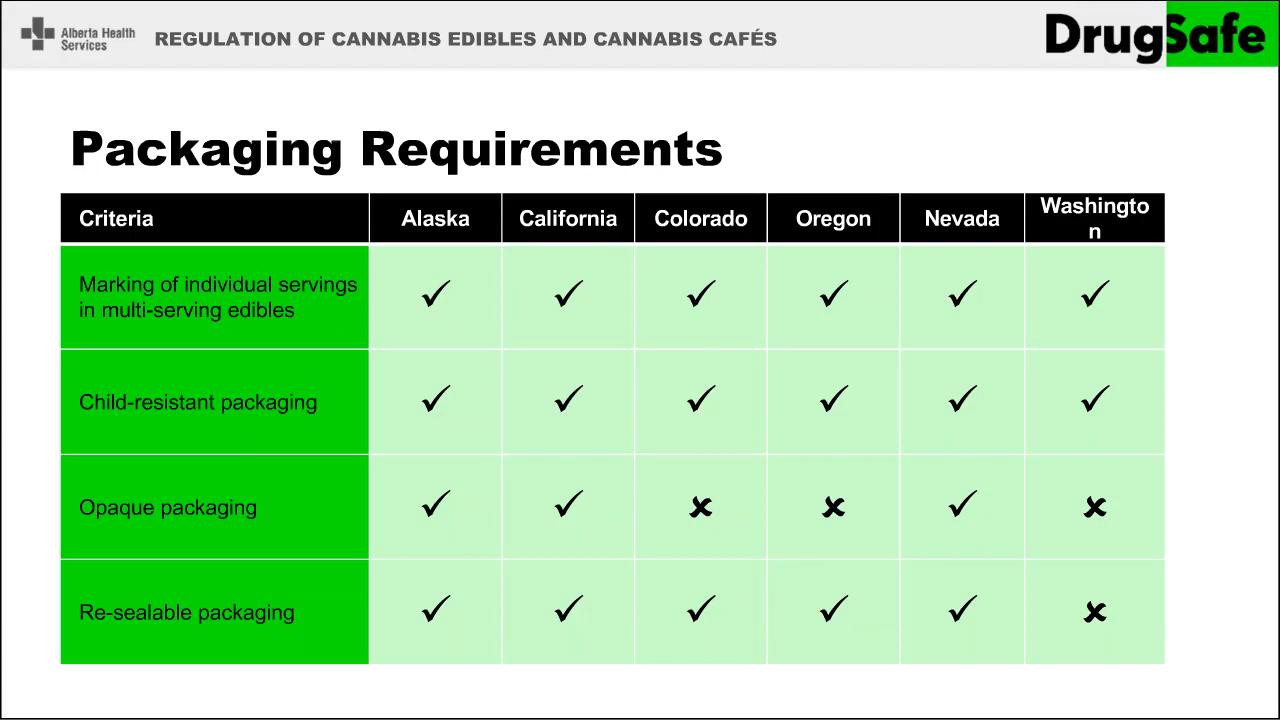 Alberta Health
Services
REGULATION OF CANNABIS EDIBLES AND CANNABIS CAFÉS
DrugSafe
Packaging Requirements
Criteria Alaska California Colorado Oregon Nevada Washingto
n
Marking of individual servings
in multi-serving edibles ✓ ✓ ✓ ✓ ✓ ✓
Child-resistant packaging ✓ ✓ ✓ ✓ ✓ ✓
Opaque packaging ✓ ✓ ✘ ✘ ✓ ✘
Re-sealable packaging ✓ ✓ ✓ ✓ ✓ ✘